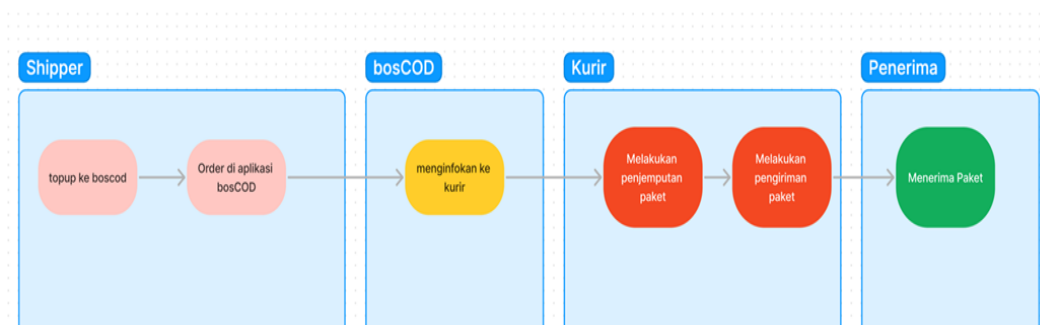 Shipper
bosCOD
Kurir
Penerima
topup ke boscod
Order di aplikasi
bosCOD
menginfokan ke
kurir
Melakukan
penjemputan
paket
Melakukan
pengiriman
paket
Menerima Paket